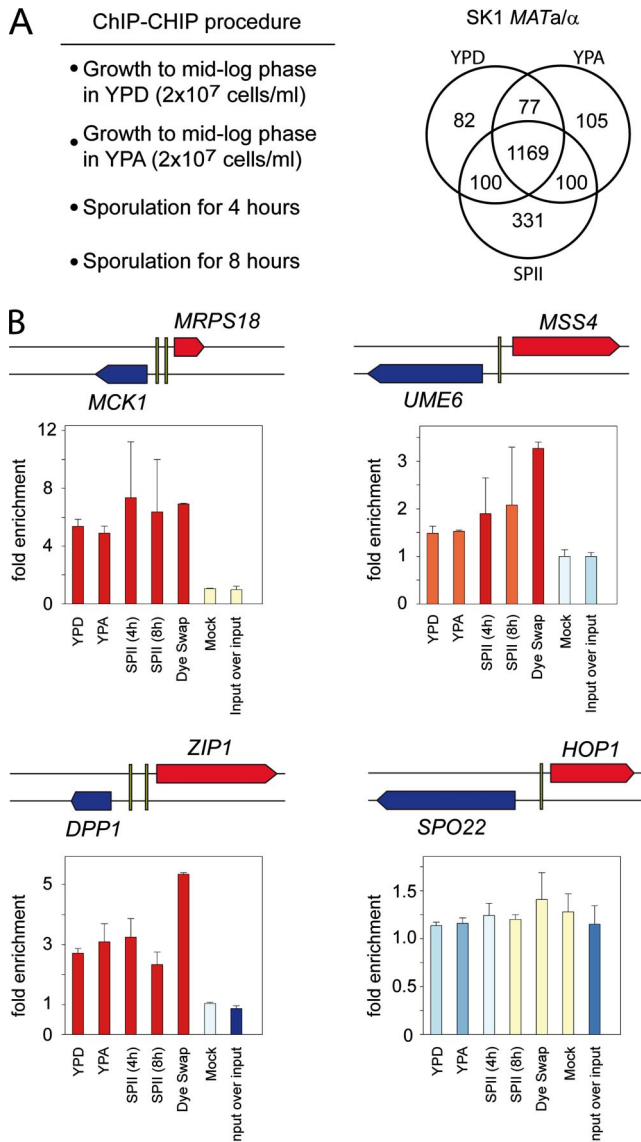 A
ChIP-CHIP procedure
• Growth to mid-log phase
in YPD (2x10⁷ cells/ml)
• Growth to mid-log phase
in YPA (2x10⁷ cells/ml)
• Sporulation for 4 hours
• Sporulation for 8 hours
SK1 MATa/α
YPD
YPA
82
77
105
1169
100
100
331
SPII
B
MRPS18
MCK1
fold enrichment
12
8
4
0
YPD
YPA
SPII (4h)
SPII (8h)
Dye Swap
Mock
Input over input
MSS4
UME6
fold enrichment
3
2
1
0
YPD
YPA
SPII (4h)
SPII (8h)
Dye Swap
Mock
Input over input
ZIP1
DPP1
fold enrichment
5
3
1
0
YPD
YPA
SPII (4h)
SPII (8h)
Dye Swap
Mock
nput over input
HOP1
SPO22
fold enrichment
1.5
1.0
0.5
0
YPD
YPA
SPII (4h)
SPII (8h)
Dye Swap
Mock
nput over input